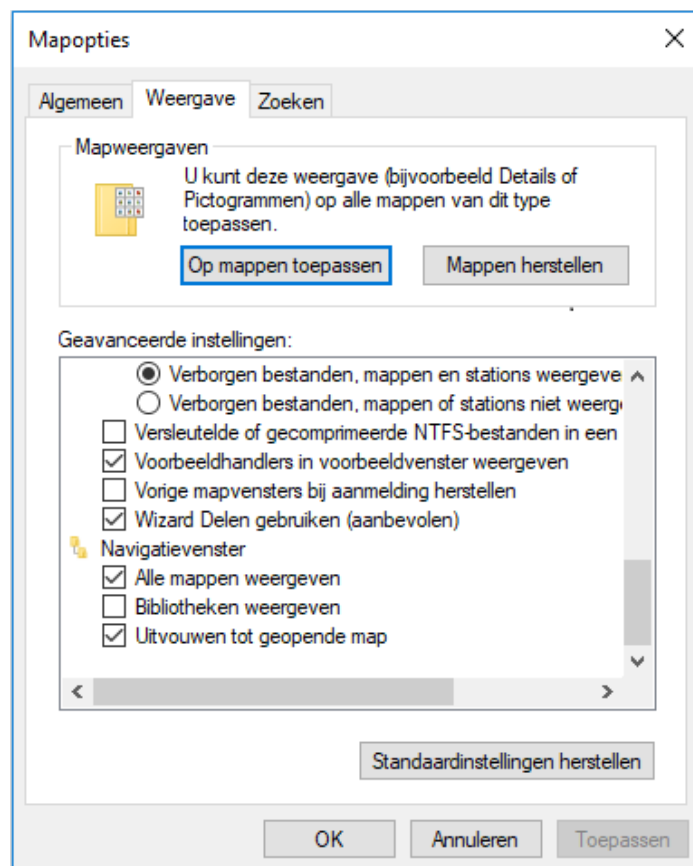 Mapopties
Algemeen Weergave Zoeken
Mapweergaven
U kunt deze weergave (bijvoorbeeld Details of
Pictogrammen) op alle mappen van dit type
toepassen.
Op mappen toepassen Mappen herstellen
Geavanceerde instellingen:
Verborgen bestanden, mappen en stations weergeve
Verborgen bestanden, mappen of stations niet weerg
Versleutelde of gecomprimeerde NTFS-bestanden in een
Voorbeeldhandlers in voorbeeldvenster weergeven
Vorige mapvensters bij aanmelding herstellen
Wizard Delen gebruiken (aanbevolen)
Navigatievenster
Alle mappen weergeven
Bibliotheken weergeven
Uitvouwen tot geopende map
Standaardinstellingen herstellen
OK Annuleren Toepassen